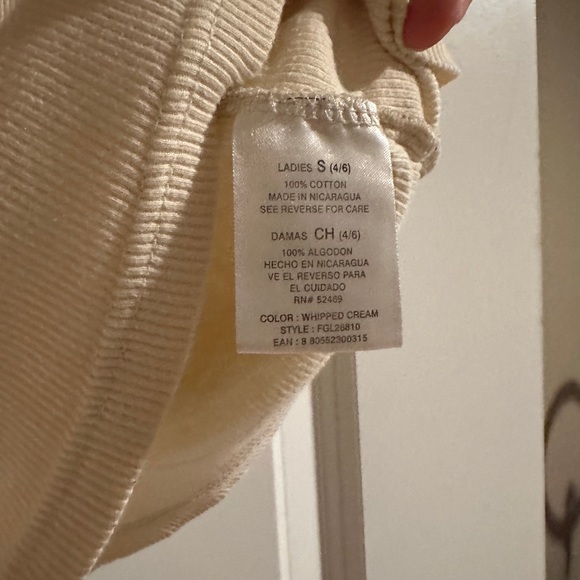 LADIES S (4/6)
100% COTTON
MADE IN NICARAGUA
SEE REVERSE FOR CARE
DAMAS CH (4/6)
100% ALGODON
HECHO EN NICARAGUA
VE EL REVERSO PARA
EL CUIDADO
RN# 52469
COLOR : WHIPPED CREAM
STYLE : FGL26810
EAN : 8 80552300315